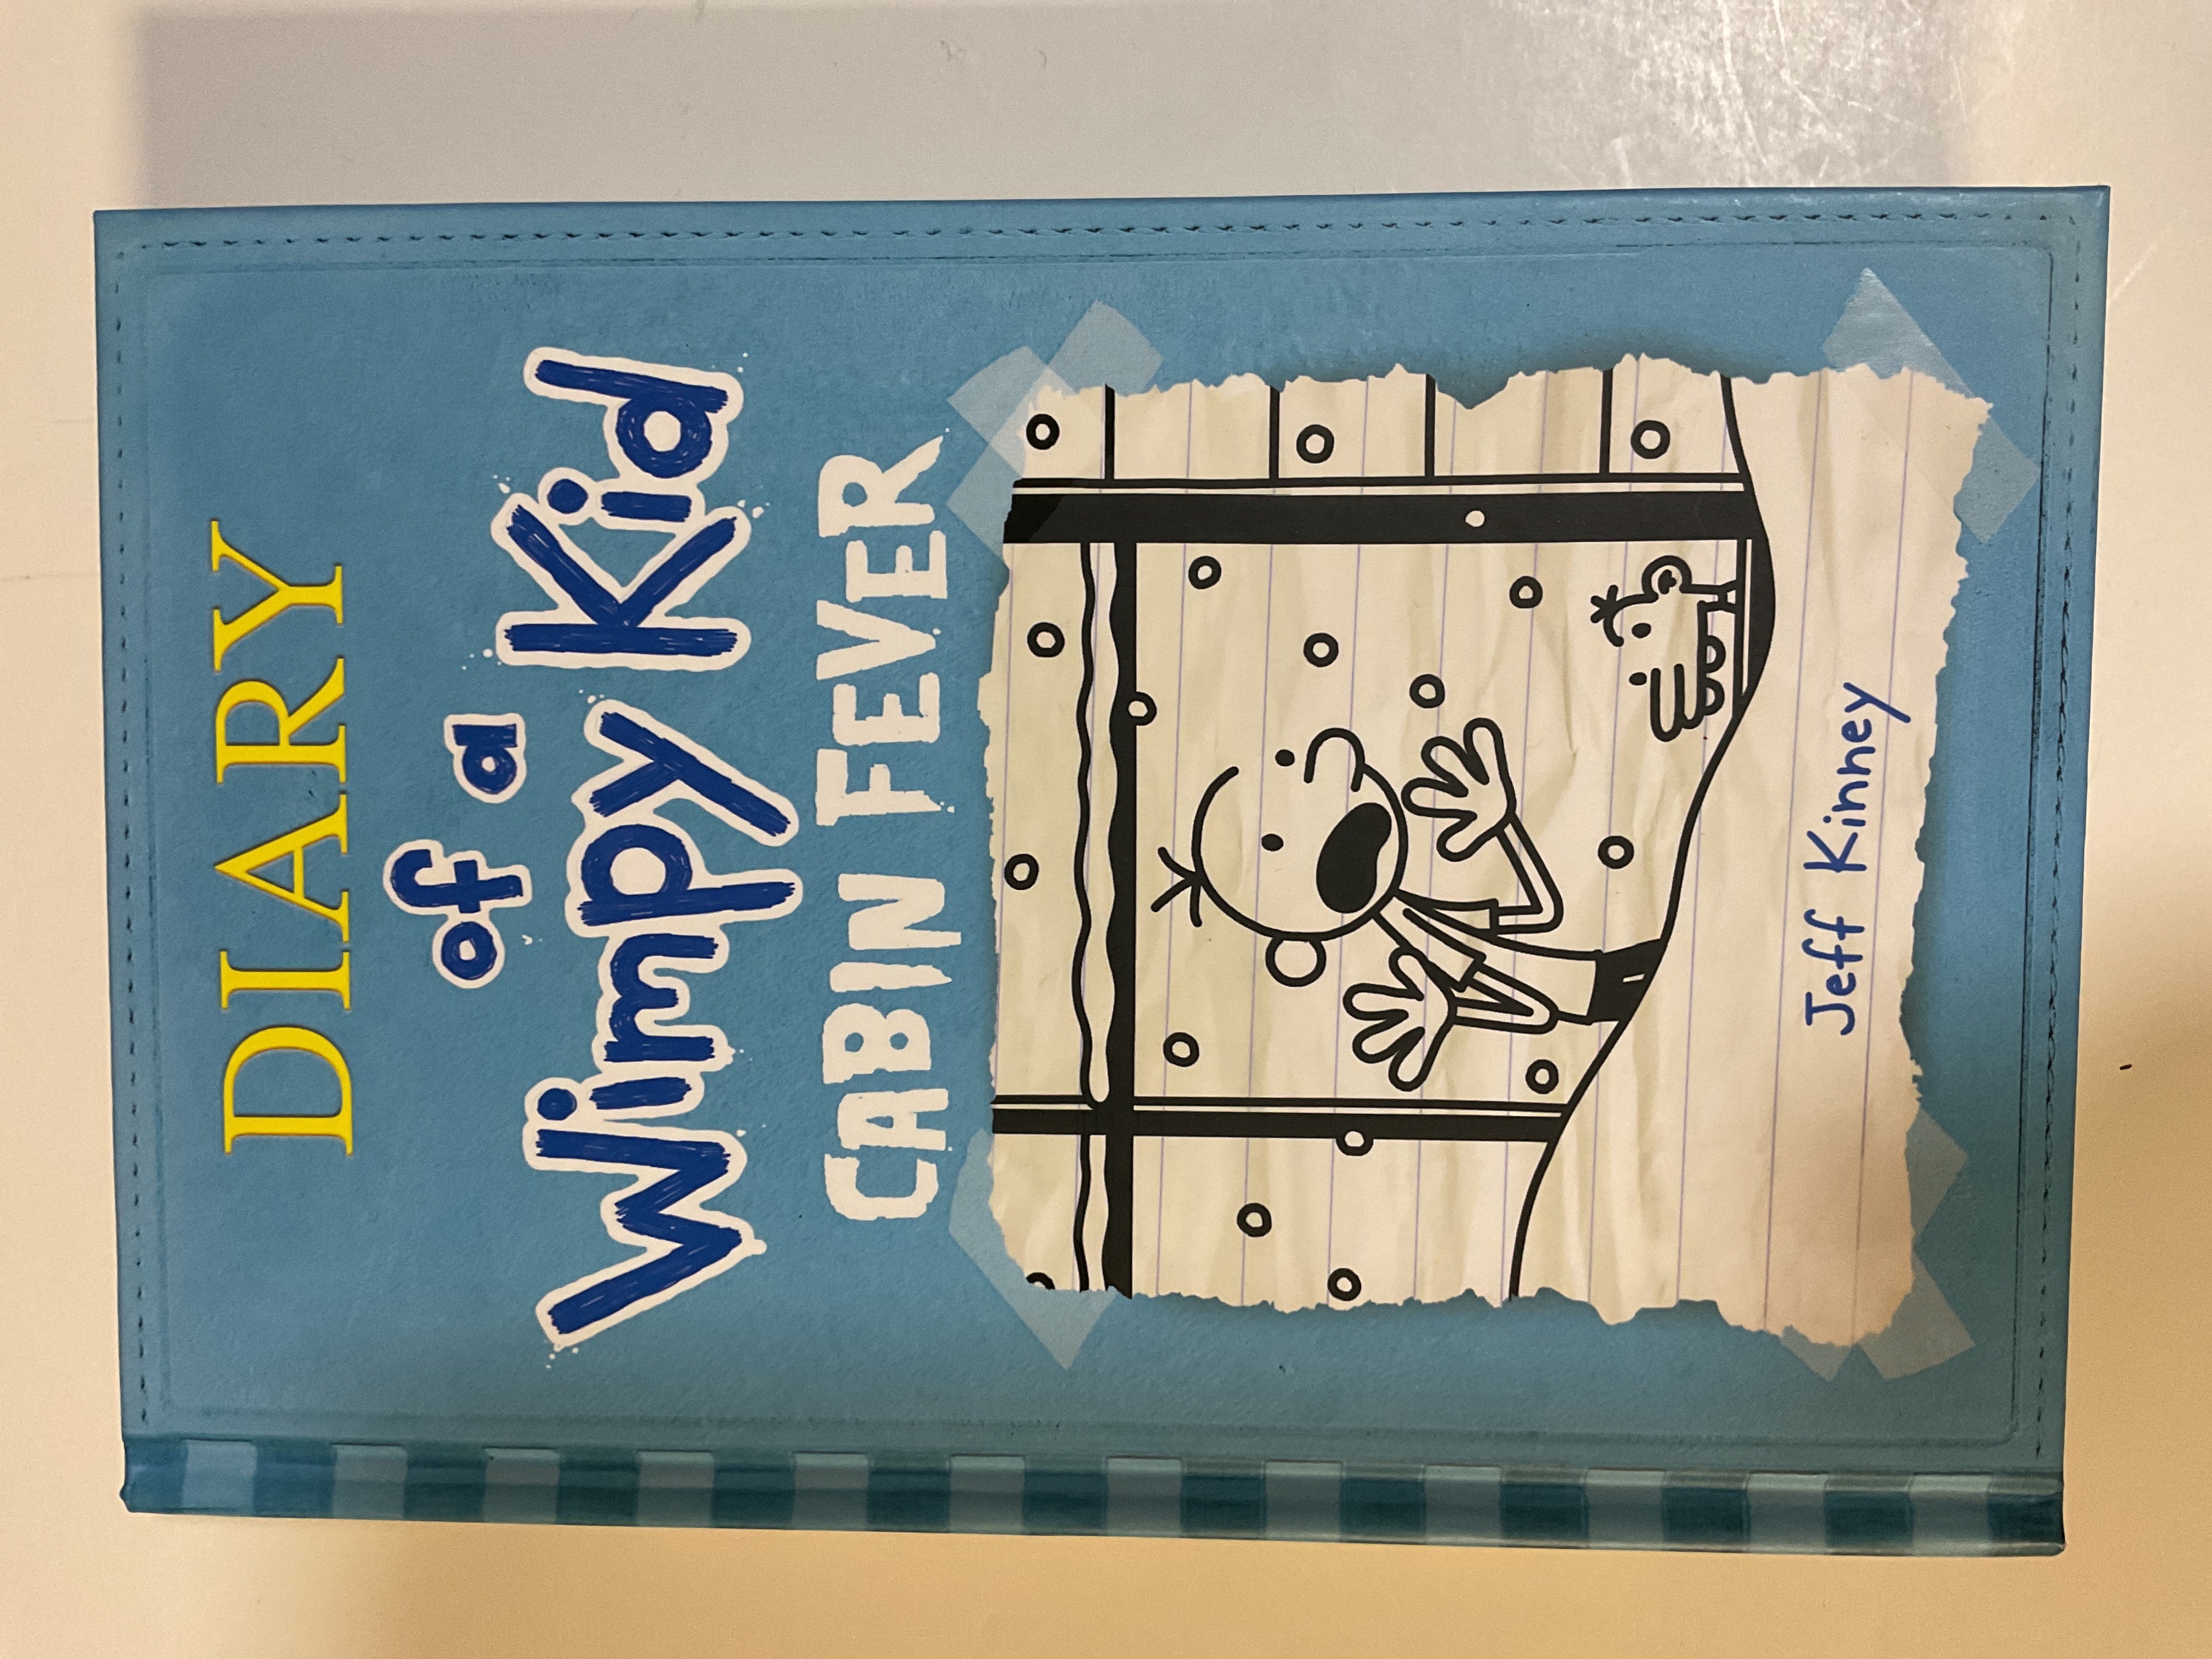 DIARY
of a
Wimpy Kid
CABIN FEVER
Jeff Kinney